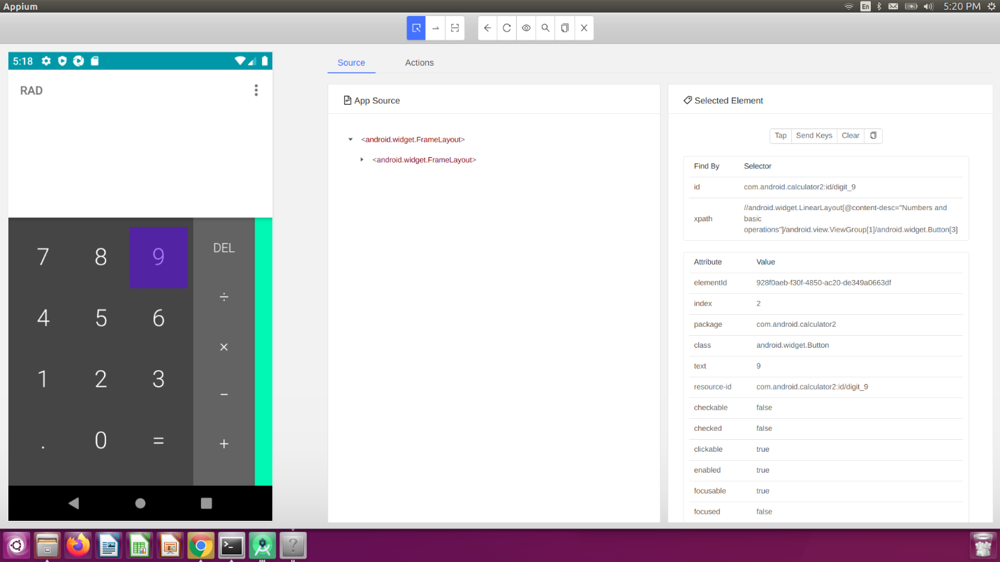 Appium
En
5:20 PM
5:18
RAD
7 8 9 DEL
÷
4 5 6
×
1 2 3
−
. 0 =
+
Source Actions
App Source
<android.widget.FrameLayout>
<android.widget.FrameLayout>
Selected Element
Tap Send Keys Clear
Find By Selector
id com.android.calculator2:id/digit_9
xpath //android.widget.LinearLayout[@content-desc="Numbers and
basic
operations"]/android.view.ViewGroup[1]/android.widget.Button[3]
Attribute Value
elementId 928f0aeb-f30f-4850-ac20-de349a0663df
index 2
package com.android.calculator2
class android.widget.Button
text 9
resource-id com.android.calculator2:id/digit_9
checkable false
checked false
clickable true
enabled true
focusable true
focused false